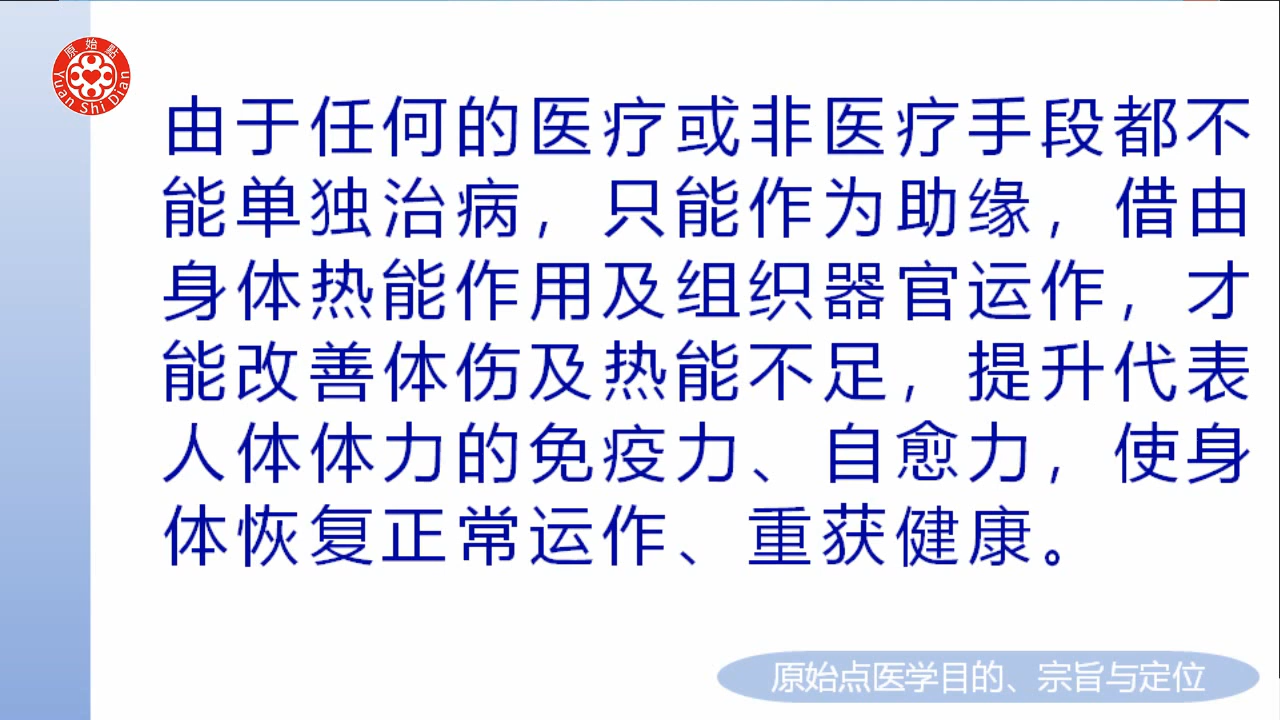 原始點
Yuan Shi Dian
由于任何的医疗或非医疗手段都不
能单独治病，只能作为助缘，借由
身体热能作用及组织器官运作，才
能改善体伤及热能不足，提升代表
人体体力的免疫力、自愈力，使身
体恢复正常运作、重获健康。
原始点医学目的、宗旨与定位